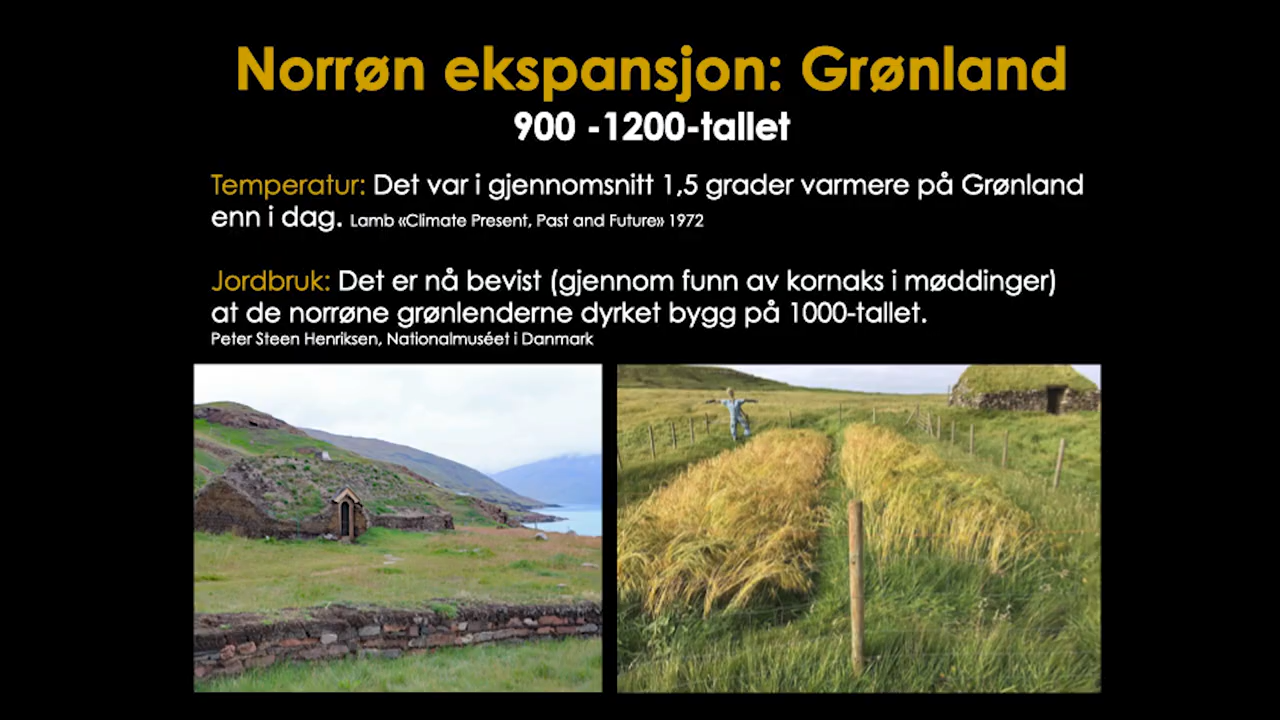 Norrøn ekspansjon: Grønland
900 -1200-tallet
Temperatur: Det var i gjennomsnitt 1,5 grader varmere på Grønland
enn i dag. Lamb «Climate Present, Past and Future» 1972
Jordbruk: Det er nå bevist (gjennom funn av kornaks i møddinger)
at de norrøne grønlenderne dyrket bygg på 1000-tallet.
Peter Steen Henriksen, Nationalmuséet i Danmark